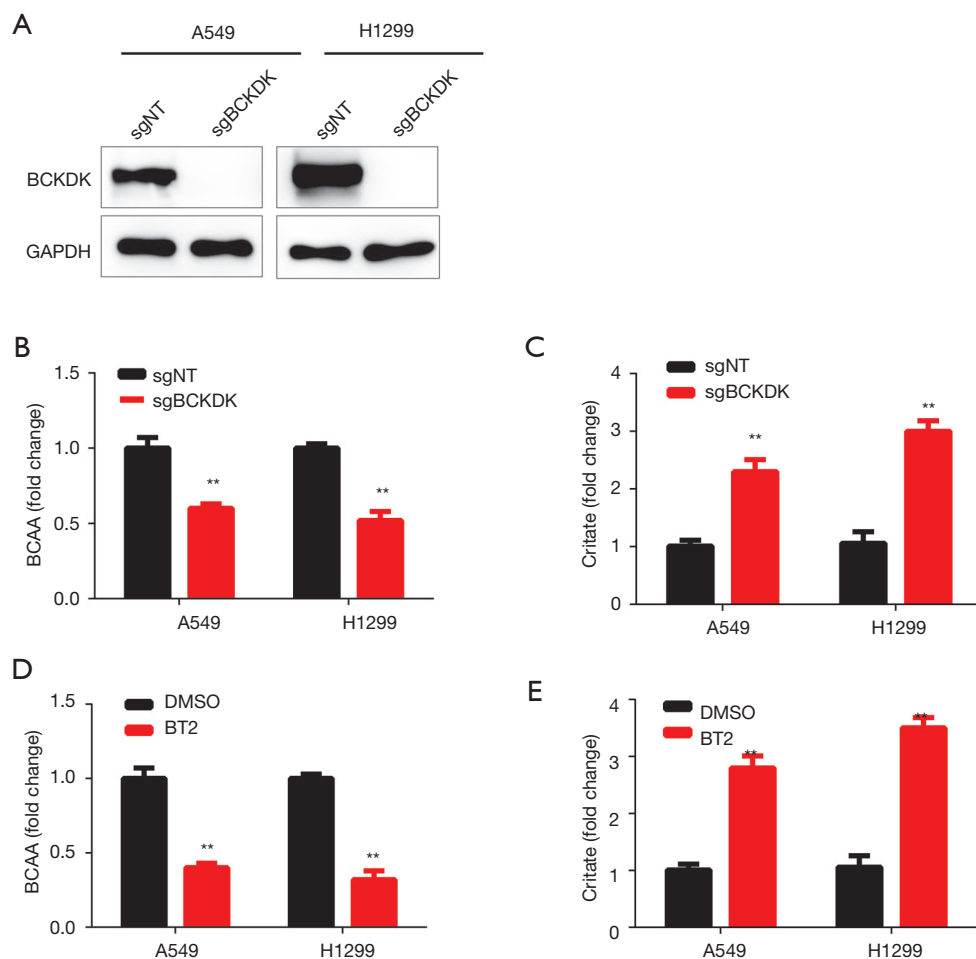 A
A549
H1299
sgNT
sgBCKDK
sgNT
sgBCKDK
BCKDK
GAPDH
B
sgNT
sgBCKDK
BCAA (fold change)
1.5
1.0
0.5
0.0
**
**
A549
H1299
C
sgNT
sgBCKDK
Critate (fold change)
4
3
2
1
0
**
**
A549
H1299
D
DMSO
BT2
BCAA (fold change)
1.5
1.0
0.5
0.0
**
**
A549
H1299
E
DMSO
BT2
Critate (fold change)
4
3
2
1
0
**
**
A549
H1299